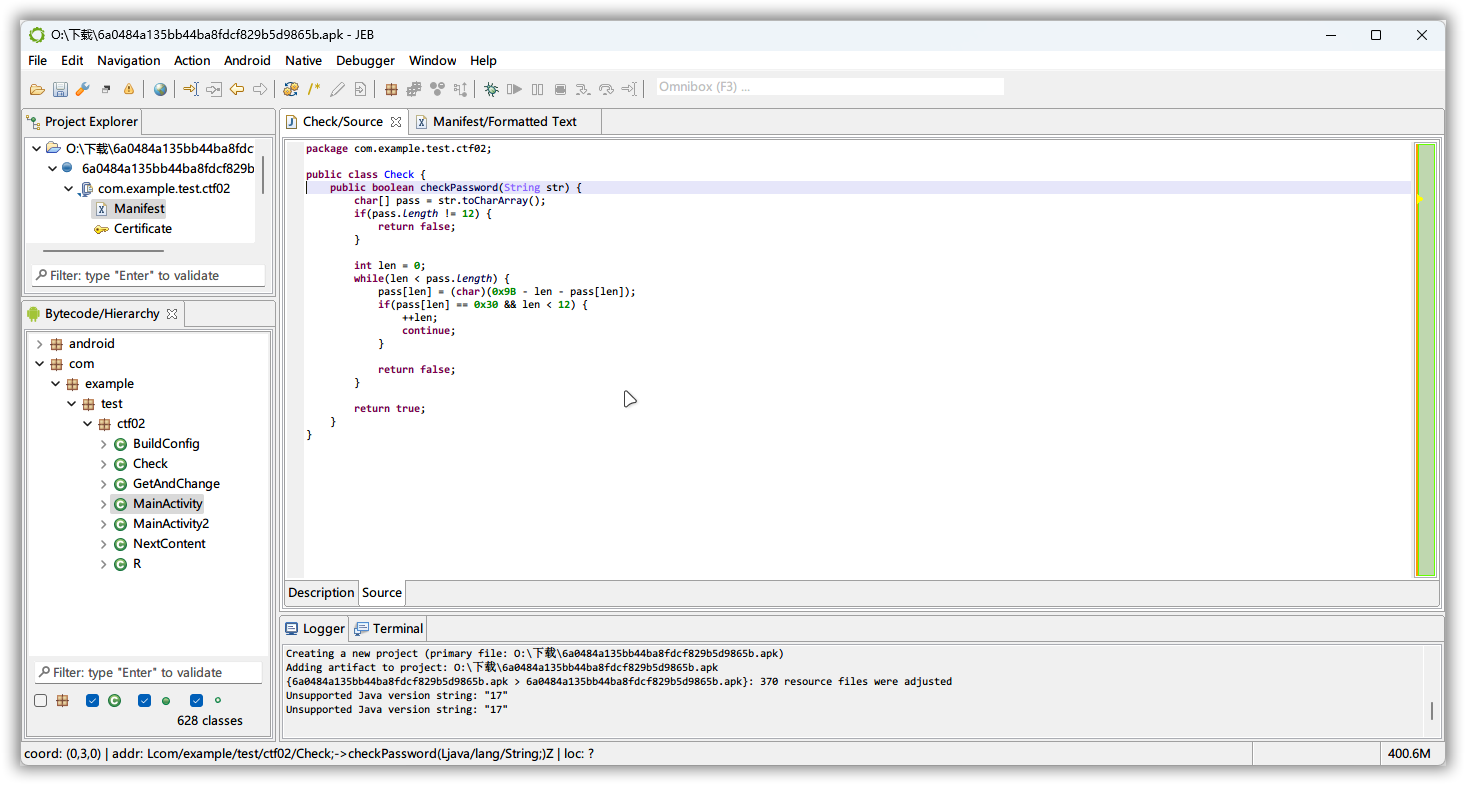 O:\下载\6a0484a135bb44ba8fdcf829b5d9865b.apk - JEB
File Edit Navigation Action Android Native Debugger Window Help
Omnibox (F3) ...
Project Explorer
O:\下载\6a0484a135bb44ba8fdc
6a0484a135bb44ba8fdcf829b
com.example.test.ctf02
Manifest
Certificate
Filter: type "Enter" to validate
Bytecode/Hierarchy
android
com
example
test
ctf02
BuildConfig
Check
GetAndChange
MainActivity
MainActivity2
NextContent
R
Filter: type "Enter" to validate
628 classes
Check/Source Manifest/Formatted Text
package com.example.test.ctf02;
public class Check {
public boolean checkPassword(String str) {
char[] pass = str.toCharArray();
if(pass.length != 12) {
return false;
}
int len = 0;
while(len < pass.length) {
pass[len] = (char)(0x9B - len - pass[len]);
if(pass[len] == 0x30 && len < 12) {
++len;
continue;
}
return false;
}
return true;
}
}
Description Source
Logger Terminal
Creating a new project (primary file: O:\下载\6a0484a135bb44ba8fdcf829b5d9865b.apk)
Adding artifact to project: O:\下载\6a0484a135bb44ba8fdcf829b5d9865b.apk
{6a0484a135bb44ba8fdcf829b5d9865b.apk > 6a0484a135bb44ba8fdcf829b5d9865b.apk}: 370 resource files were adjusted
Unsupported Java version string: "17"
Unsupported Java version string: "17"
coord: (0,3,0) | addr: Lcom/example/test/ctf02/Check;->checkPassword(Ljava/lang/String;)Z | loc: ? 400.6M